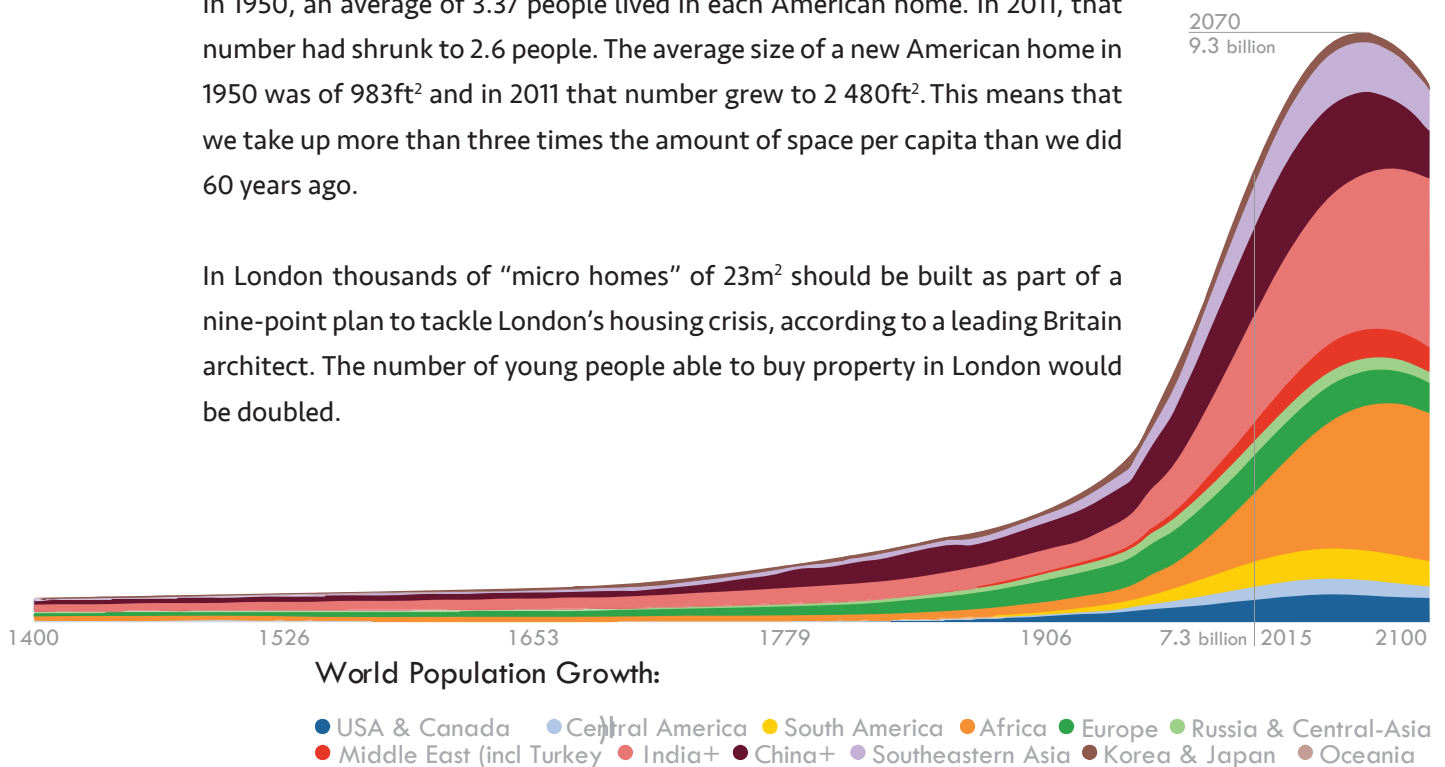 In 1950, an average of 3.37 people lived in each American home. In 2011, that
number had shrunk to 2.6 people. The average size of a new American home in
1950 was of 983ft² and in 2011 that number grew to 2 480ft². This means that
we take up more than three times the amount of space per capita than we did
60 years ago.
In London thousands of “micro homes” of 23m² should be built as part of a
nine-point plan to tackle London’s housing crisis, according to a leading Britain
architect. The number of young people able to buy property in London would
be doubled.
2070
9.3 billion
1400 1526 1653 1779 1906 7.3 billion 2015 2100
World Population Growth:
USA & Canada Central America South America Africa Europe Russia & Central-Asia
Middle East (incl Turkey) India+ China+ Southeastern Asia Korea & Japan Oceania